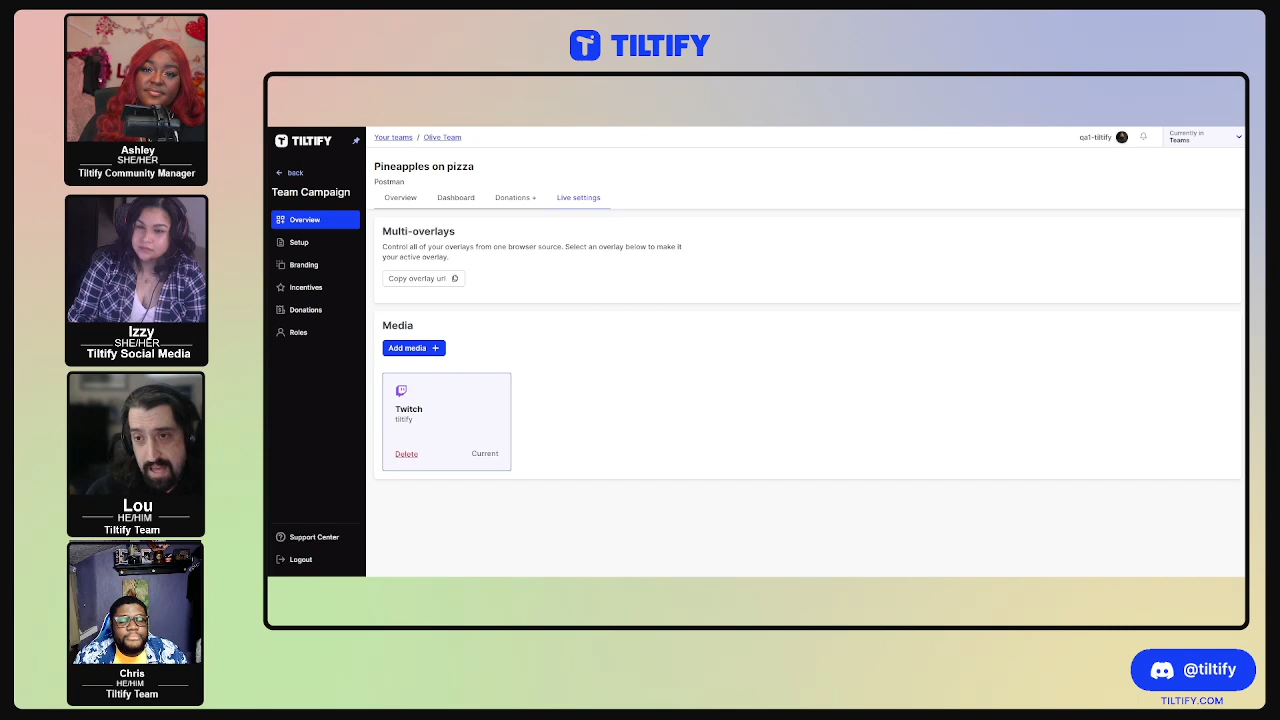 TILTIFY
Ashley
SHE/HER
Tiltify Community Manager
Izzy
SHE/HER
Tiltify Social Media
Lou
HE/HIM
Tiltify Team
Chris
HE/HIM
Tiltify Team
TILTIFY
back
Team Campaign
Overview
Setup
Branding
Incentives
Donations
Roles
Support Center
Logout
Your teams / Olive Team
qa1-tiltify
Currently in
Teams
Pineapples on pizza
Postman
Overview Dashboard Donations + Live settings
Multi-overlays
Control all of your overlays from one browser source. Select an overlay below to make it
your active overlay.
Copy overlay url
Media
Add media +
Twitch
tiltify
Delete Current
@tiltify
TILTIFY.COM